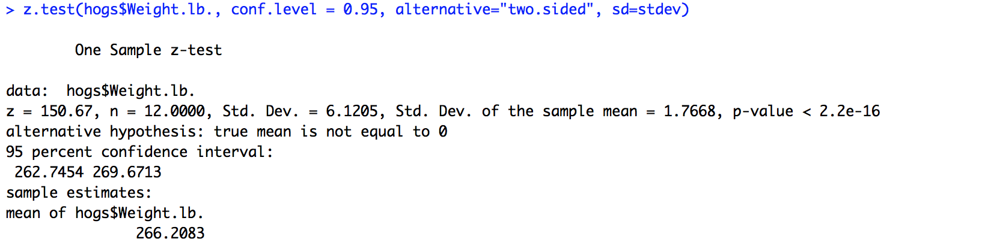 > z.test(hogs$Weight.lb., conf.level = 0.95, alternative="two.sided", sd=stdev)
One Sample z-test
data:  hogs$Weight.lb.
z = 150.67, n = 12.0000, Std. Dev. = 6.1205, Std. Dev. of the sample mean = 1.7668, p-value < 2.2e-16
alternative hypothesis: true mean is not equal to 0
95 percent confidence interval:
262.7454 269.6713
sample estimates:
mean of hogs$Weight.lb.
266.2083